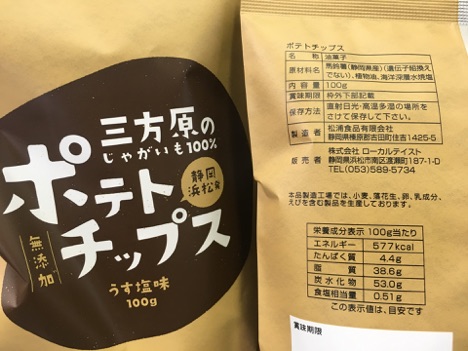 三方原の
じゃがいも100%
ポテト
チップス
静岡
浜松発
無添加
うす塩味
100g
ポテトチップス
名称 油菓子
原材料名 馬鈴薯(静岡県産)(遺伝子組換え
でない)、植物油、海洋深層水焼塩
内容量 100g
賞味期限 枠外下部記載
保存方法 直射日光・高温多湿の場所を
さけて保存して下さい。
製造者 松浦食品有限会社
静岡県榛原郡吉田町住吉1425-5
販売者 株式会社 ローカルテイスト
静岡県浜松市南区渡瀬町187-1-D
TEL(053)589-5734
本品製造工場では、小麦、落花生、卵、乳成分、
えびを含む製品を生産しております。
栄養成分表示 100g当たり
エネルギー 577kcal
たんぱく質 4.4g
脂質 38.6g
炭水化物 53.0g
食塩相当量 0.51g
この表示値は、目安です
賞味期限